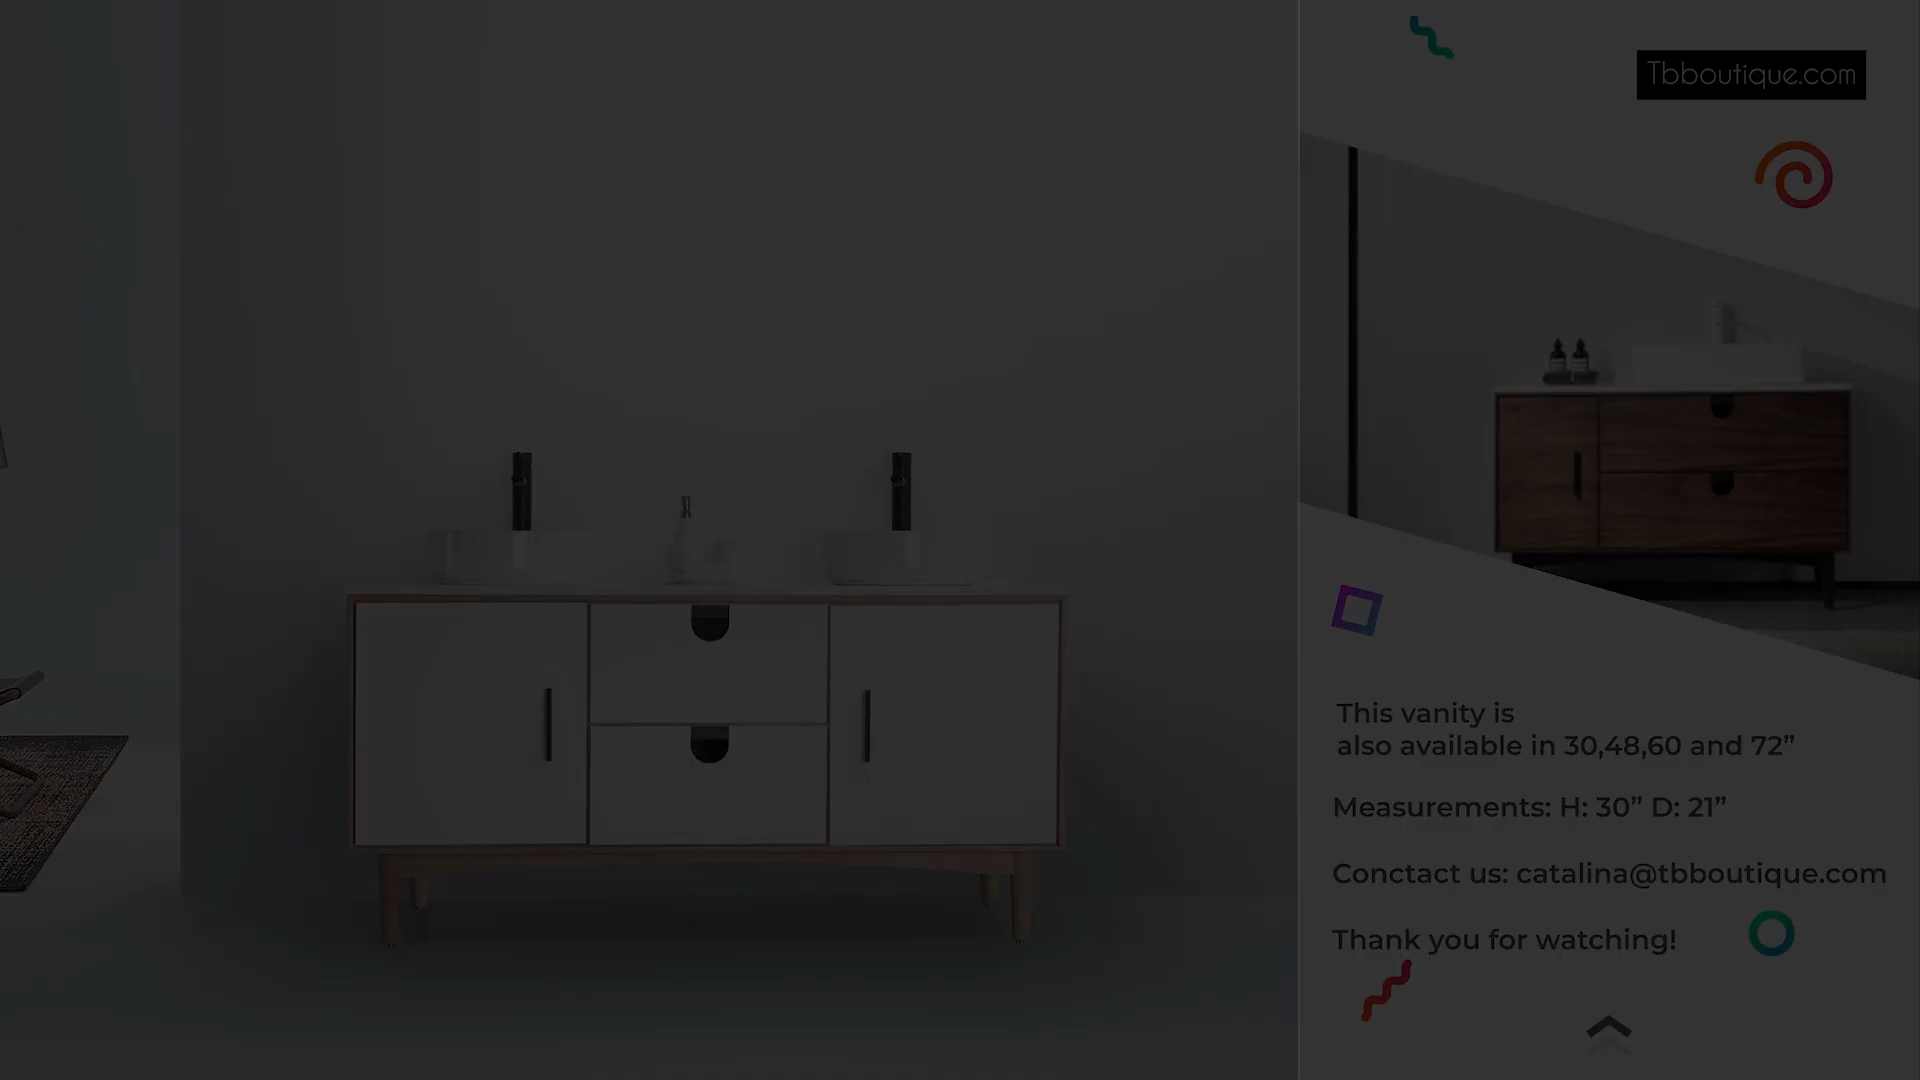 Tbboutique.com
This vanity is
also available in 30,48,60 and 72”
Measurements: H: 30” D: 21”
Conctact us: catalina@tbboutique.com
Thank you for watching!